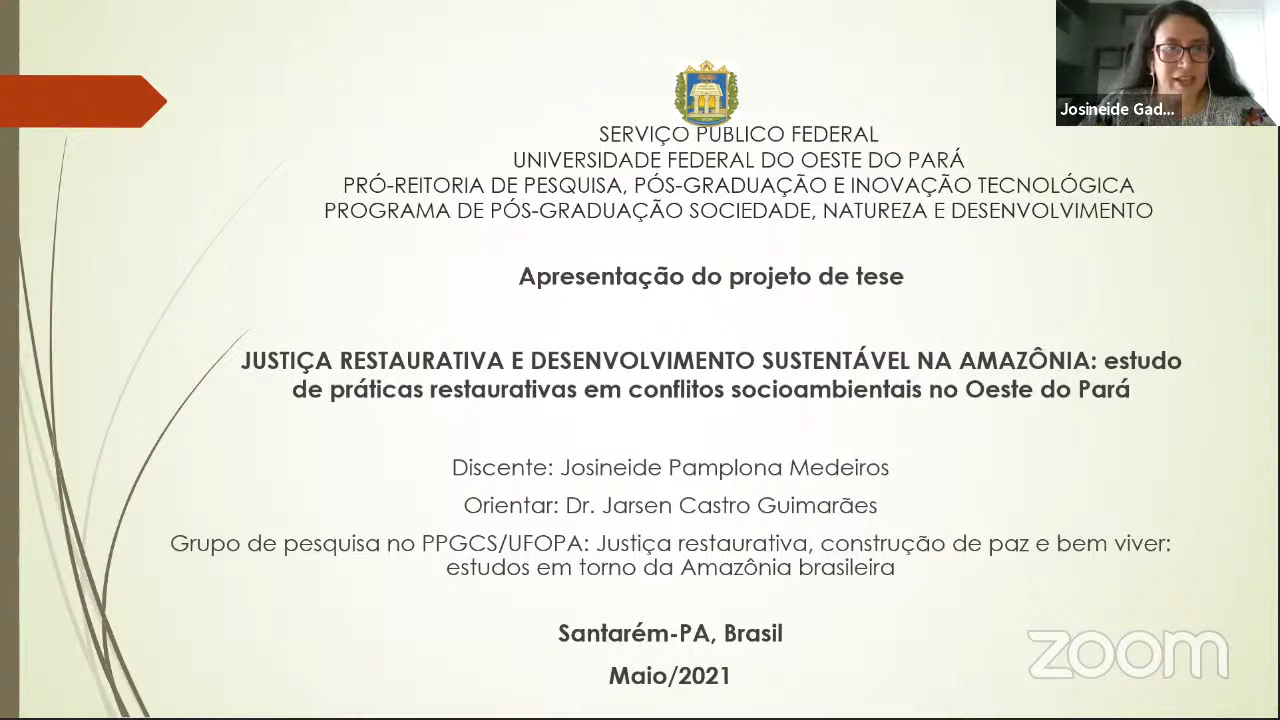 SERVIÇO PÚBLICO FEDERAL
UNIVERSIDADE FEDERAL DO OESTE DO PARÁ
PRÓ-REITORIA DE PESQUISA, PÓS-GRADUAÇÃO E INOVAÇÃO TECNOLÓGICA
PROGRAMA DE PÓS-GRADUAÇÃO SOCIEDADE, NATUREZA E DESENVOLVIMENTO
Josineide Gad...
Apresentação do projeto de tese
JUSTIÇA RESTAURATIVA E DESENVOLVIMENTO SUSTENTÁVEL NA AMAZÔNIA: estudo
de práticas restaurativas em conflitos socioambientais no Oeste do Pará
Discente: Josineide Pamplona Medeiros
Orientar: Dr. Jarsen Castro Guimarães
Grupo de pesquisa no PPGCS/UFOPA: Justiça restaurativa, construção de paz e bem viver:
estudos em torno da Amazônia brasileira
Santarém-PA, Brasil
Maio/2021
zoom